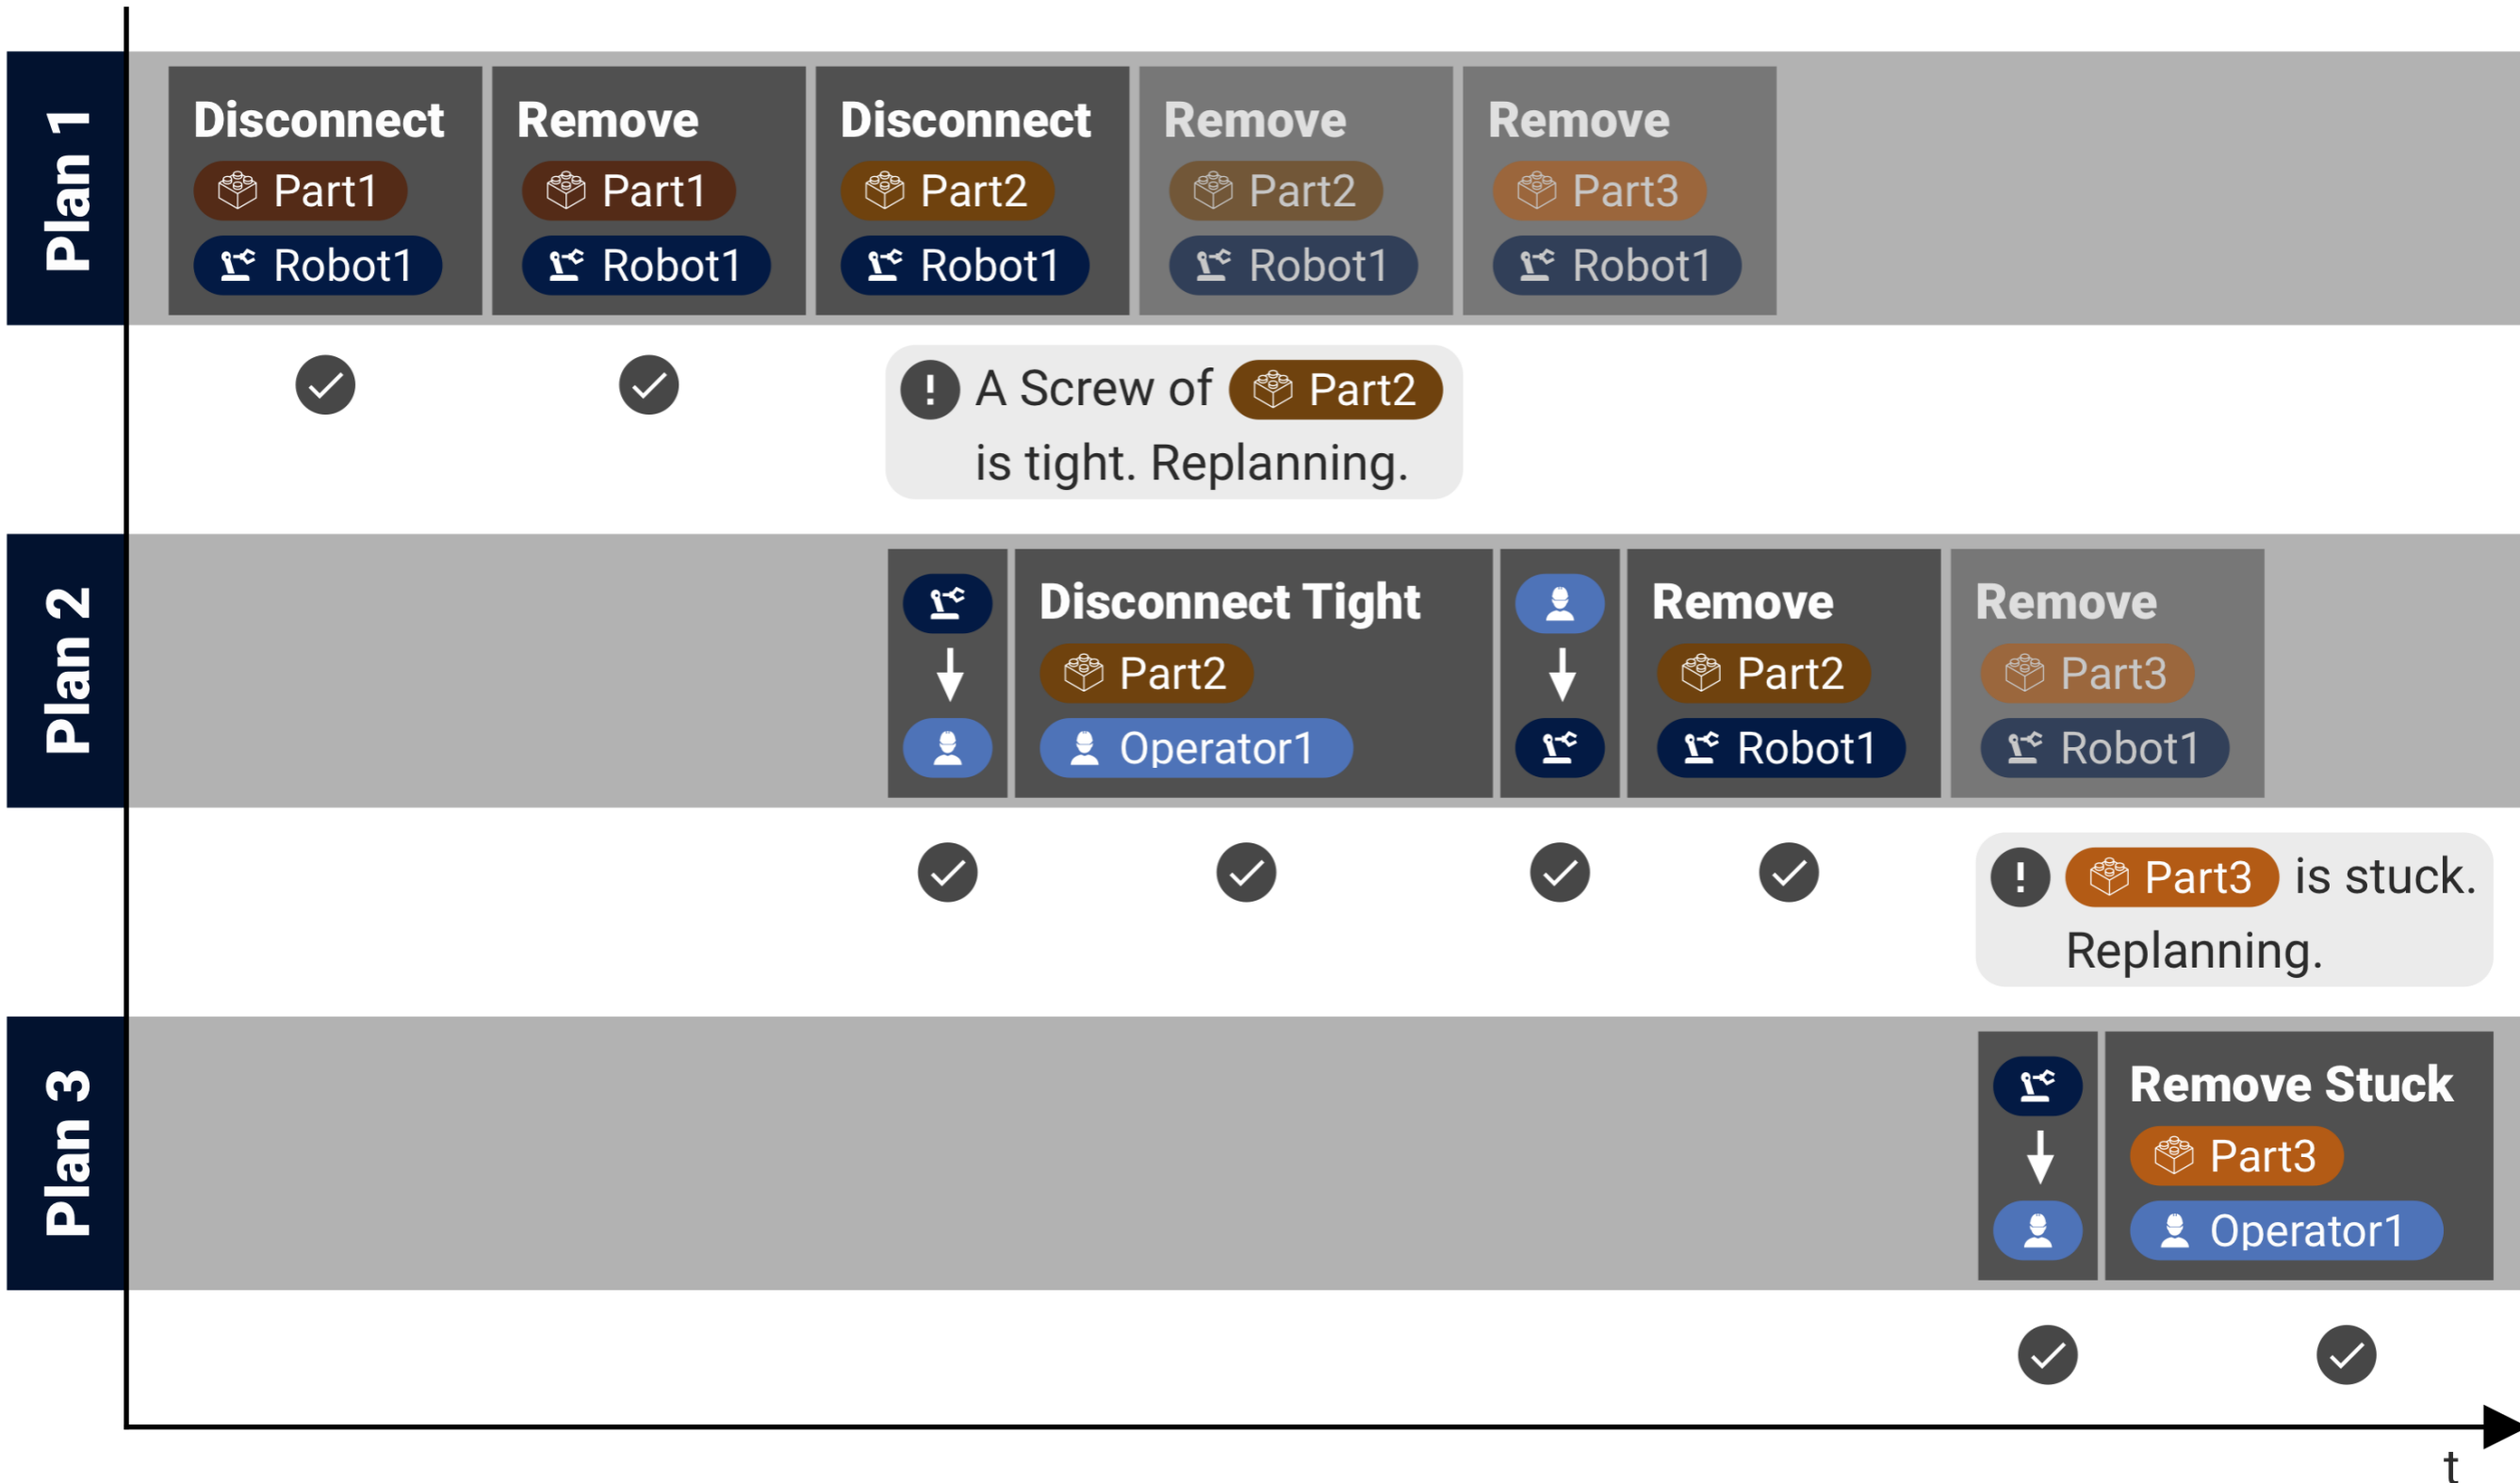 Plan 1
Disconnect
Part1
Robot1
Remove
Part1
Robot1
Disconnect
Part2
Robot1
Remove
Part2
Robot1
Remove
Part3
Robot1
! A Screw of Part2
is tight. Replanning.
Plan 2
Disconnect Tight
Part2
Operator1
Remove
Part2
Robot1
Remove
Part3
Robot1
! Part3 is stuck.
Replanning.
Plan 3
Remove Stuck
Part3
Operator1
t